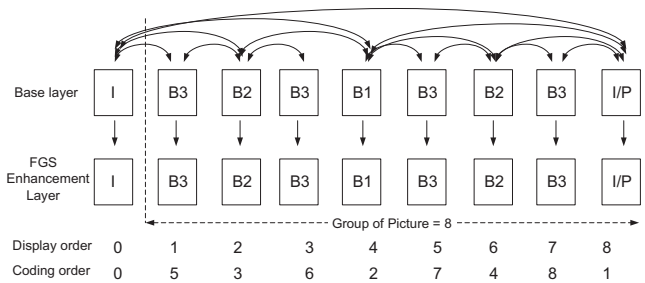 Base layer I B3 B2 B3 B1 B3 B2 B3 I/P
FGS
Enhancement
Layer I B3 B2 B3 B1 B3 B2 B3 I/P
Group of Picture = 8
Display order 0 1 2 3 4 5 6 7 8
Coding order 0 5 3 6 2 7 4 8 1